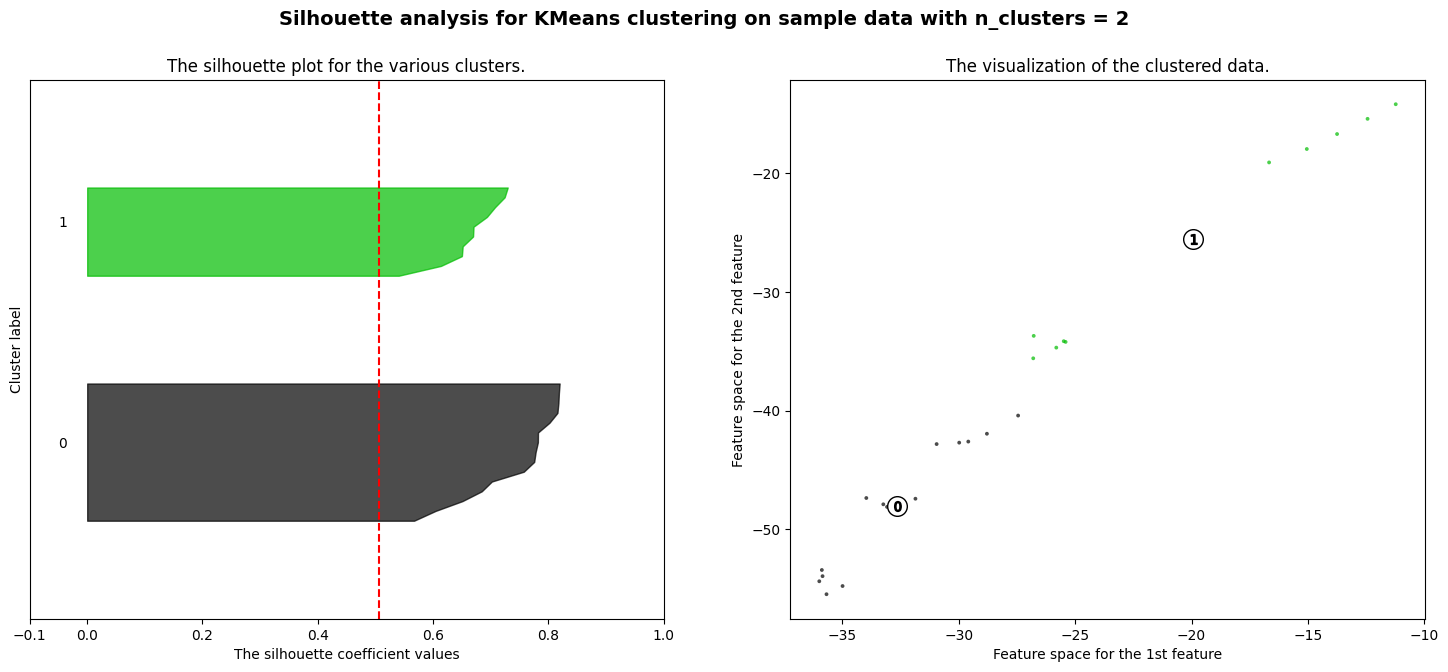 Silhouette analysis for KMeans clustering on sample data with n_clusters = 2
The silhouette plot for the various clusters.
1
0
Cluster label
−0.1 0.0 0.2 0.4 0.6 0.8 1.0
The silhouette coefficient values
The visualization of the clustered data.
1
0
Feature space for the 2nd feature
−20
−30
−40
−50
−35 −30 −25 −20 −15 −10
Feature space for the 1st feature